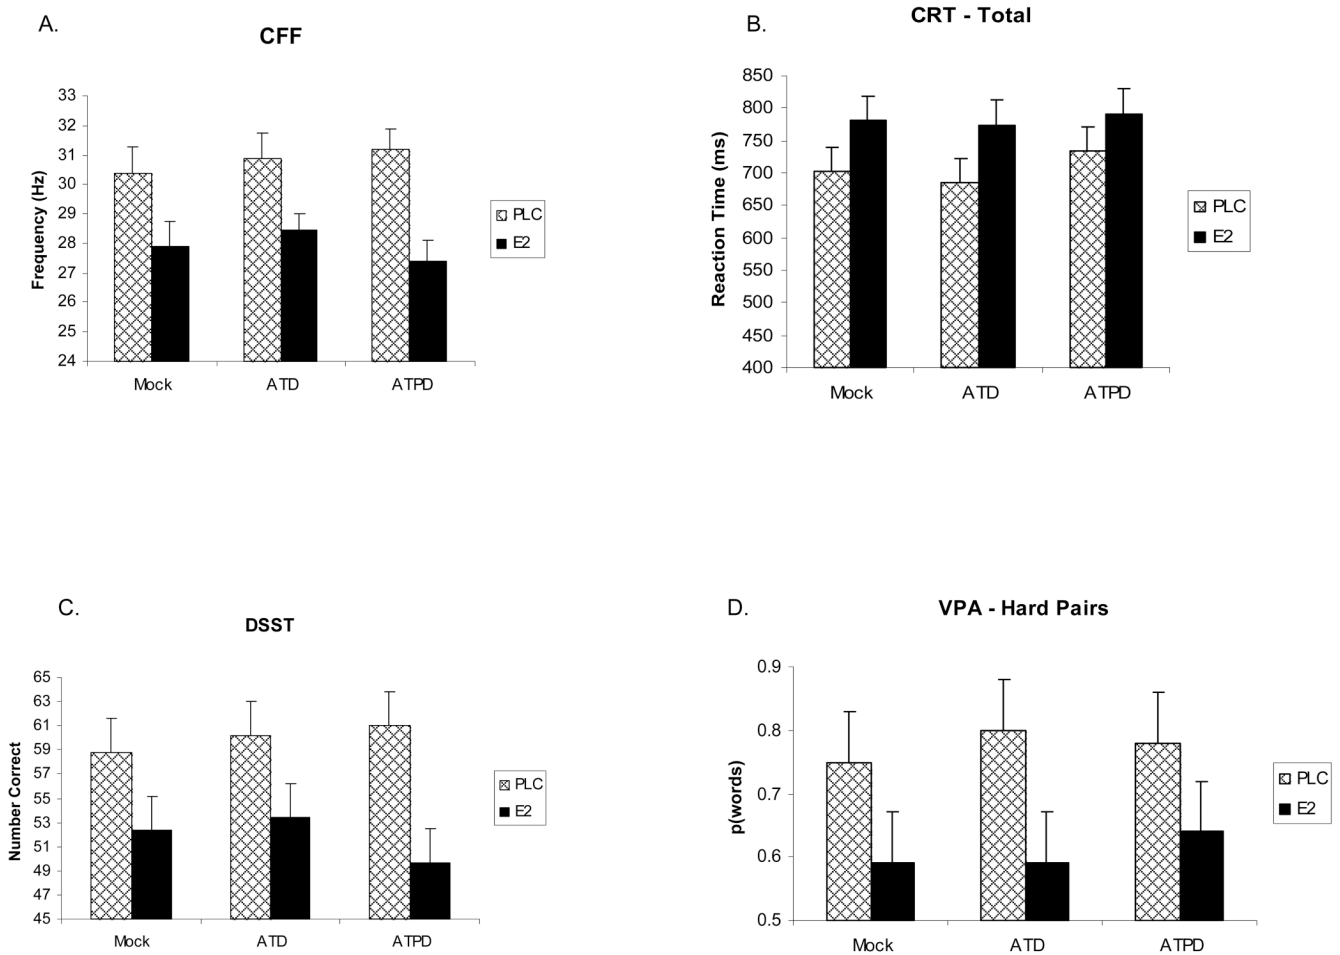 A.
CFF
33
32
31
30
29
28
27
26
25
24
Frequency (Hz)
Mock
ATD
ATPD
PLC
E2
B.
CRT - Total
850
800
750
700
650
600
550
500
450
400
Reaction Time (ms)
Mock
ATD
ATPD
PLC
E2
C.
DSST
65
63
61
59
57
55
53
51
49
47
45
Number Correct
Mock
ATD
ATPD
PLC
E2
D.
VPA - Hard Pairs
0.9
0.8
0.7
0.6
0.5
p(words)
Mock
ATD
ATPD
PLC
E2